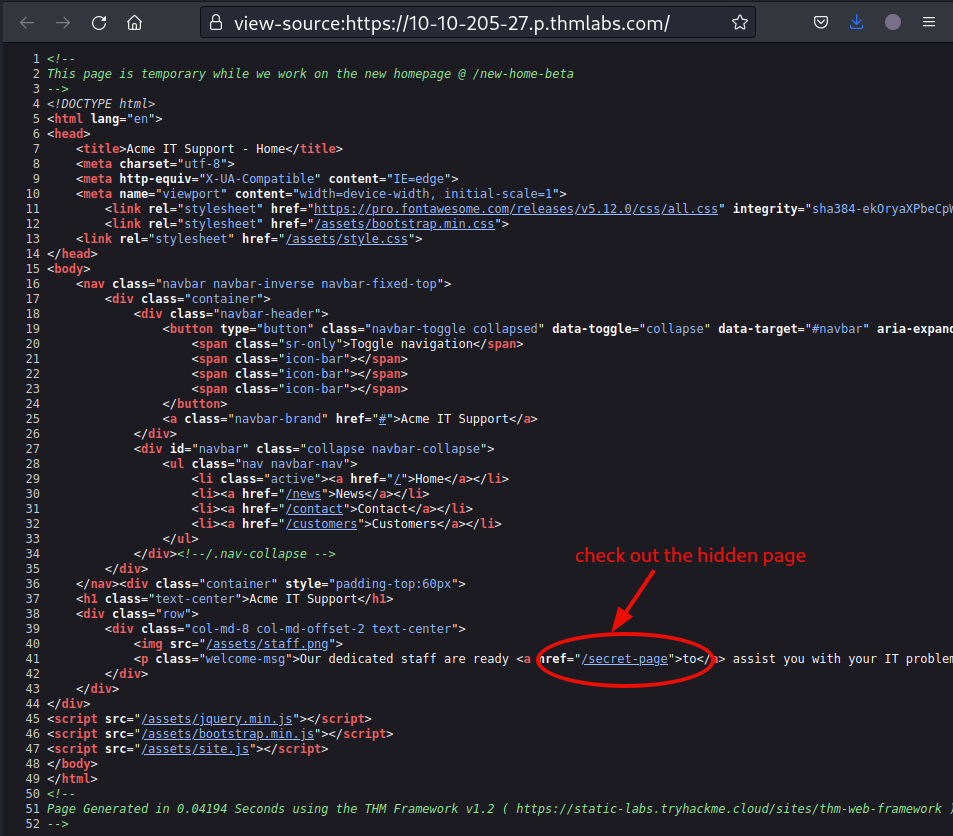 view-source:https://10-10-205-27.p.thmlabs.com/
1 <!--
2 This page is temporary while we work on the new homepage @ /new-home-beta
3 -->
4 <!DOCTYPE html>
5 <html lang="en">
6 <head>
7 <title>Acme IT Support - Home</title>
8 <meta charset="utf-8">
9 <meta http-equiv="X-UA-Compatible" content="IE=edge">
10 <meta name="viewport" content="width=device-width, initial-scale=1">
11 <link rel="stylesheet" href="https://pro.fontawesome.com/releases/v5.12.0/css/all.css" integrity="sha384-ekOryaXPbeCp
12 <link rel="stylesheet" href="/assets/bootstrap.min.css">
13 <link rel="stylesheet" href="/assets/style.css">
14 </head>
15 <body>
16 <nav class="navbar navbar-inverse navbar-fixed-top">
17 <div class="container">
18 <div class="navbar-header">
19 <button type="button" class="navbar-toggle collapsed" data-toggle="collapse" data-target="#navbar" aria-expand
20 <span class="sr-only">Toggle navigation</span>
21 <span class="icon-bar"></span>
22 <span class="icon-bar"></span>
23 <span class="icon-bar"></span>
24 </button>
25 <a class="navbar-brand" href="#">Acme IT Support</a>
26 </div>
27 <div id="navbar" class="collapse navbar-collapse">
28 <ul class="nav navbar-nav">
29 <li class="active"><a href="/">Home</a></li>
30 <li><a href="/news">News</a></li>
31 <li><a href="/contact">Contact</a></li>
32 <li><a href="/customers">Customers</a></li>
33 </ul>
34 </div><!--/.nav-collapse -->
check out the hidden page
35 </div>
36 </nav><div class="container" style="padding-top:60px">
37 <h1 class="text-center">Acme IT Support</h1>
38 <div class="row">
39 <div class="col-md-8 col-md-offset-2 text-center">
40 <img src="/assets/staff.png">
41 <p class="welcome-msg">Our dedicated staff are ready <a href="/secret-page">to</a> assist you with your IT problem
42 </div>
43 </div>
44 </div>
45 <script src="/assets/jquery.min.js"></script>
46 <script src="/assets/bootstrap.min.js"></script>
47 <script src="/assets/site.js"></script>
48 </body>
49 </html>
50 <!--
51 Page Generated in 0.04194 Seconds using the THM Framework v1.2 ( https://static-labs.tryhackme.cloud/sites/thm-web-framework )
52 -->